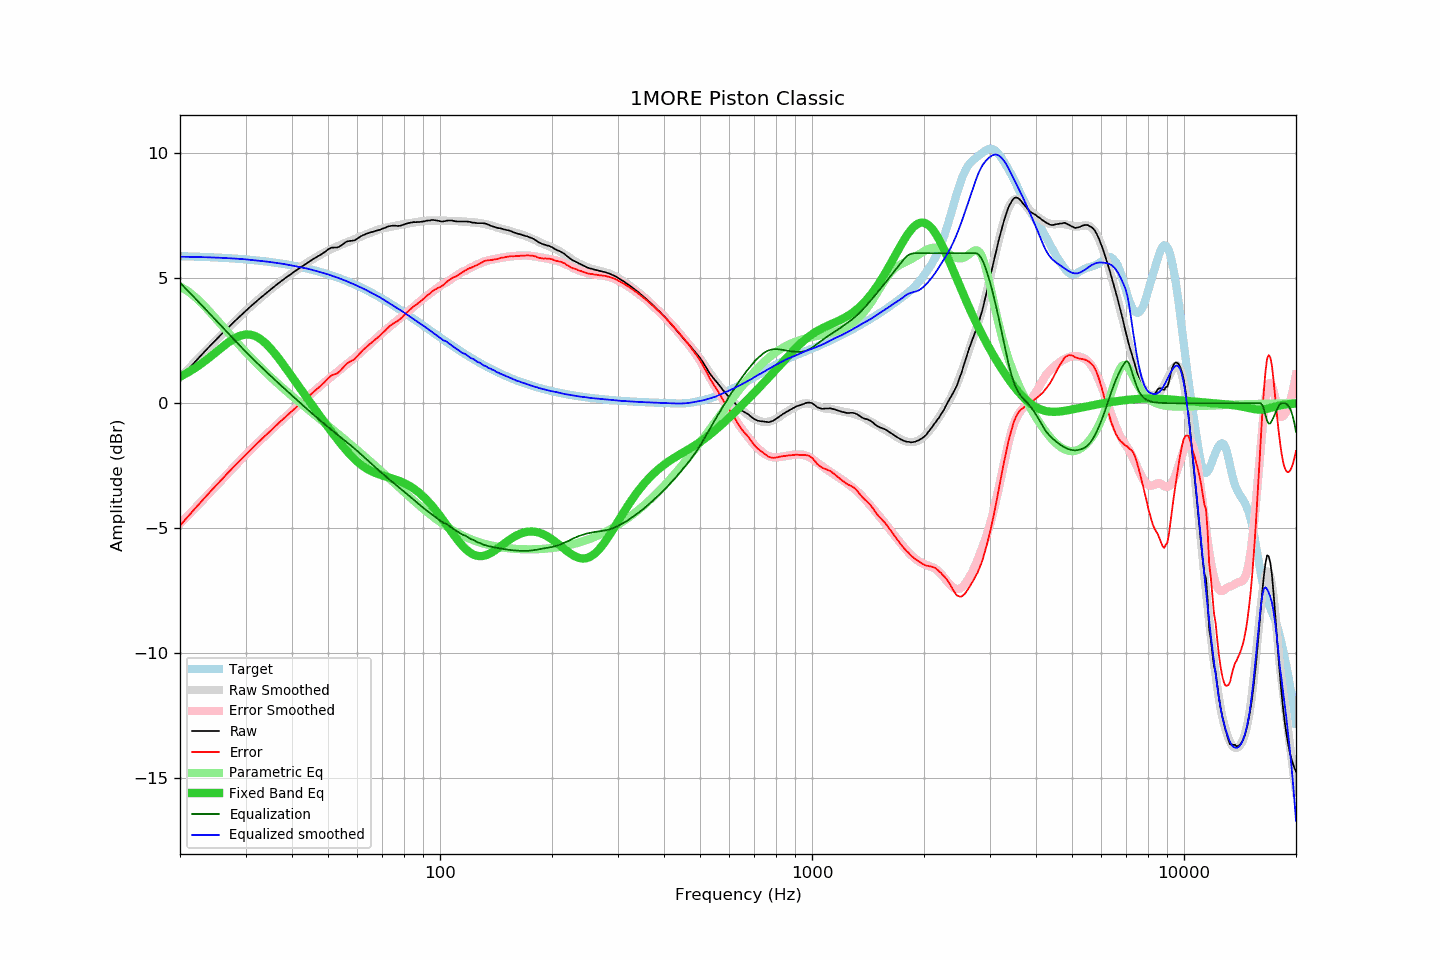 1MORE Piston Classic
10
5
0
−5
−10
−15
Amplitude (dBr)
Target
Raw Smoothed
Error Smoothed
Raw
Error
Parametric Eq
Fixed Band Eq
Equalization
Equalized smoothed
100 1000 10000
Frequency (Hz)